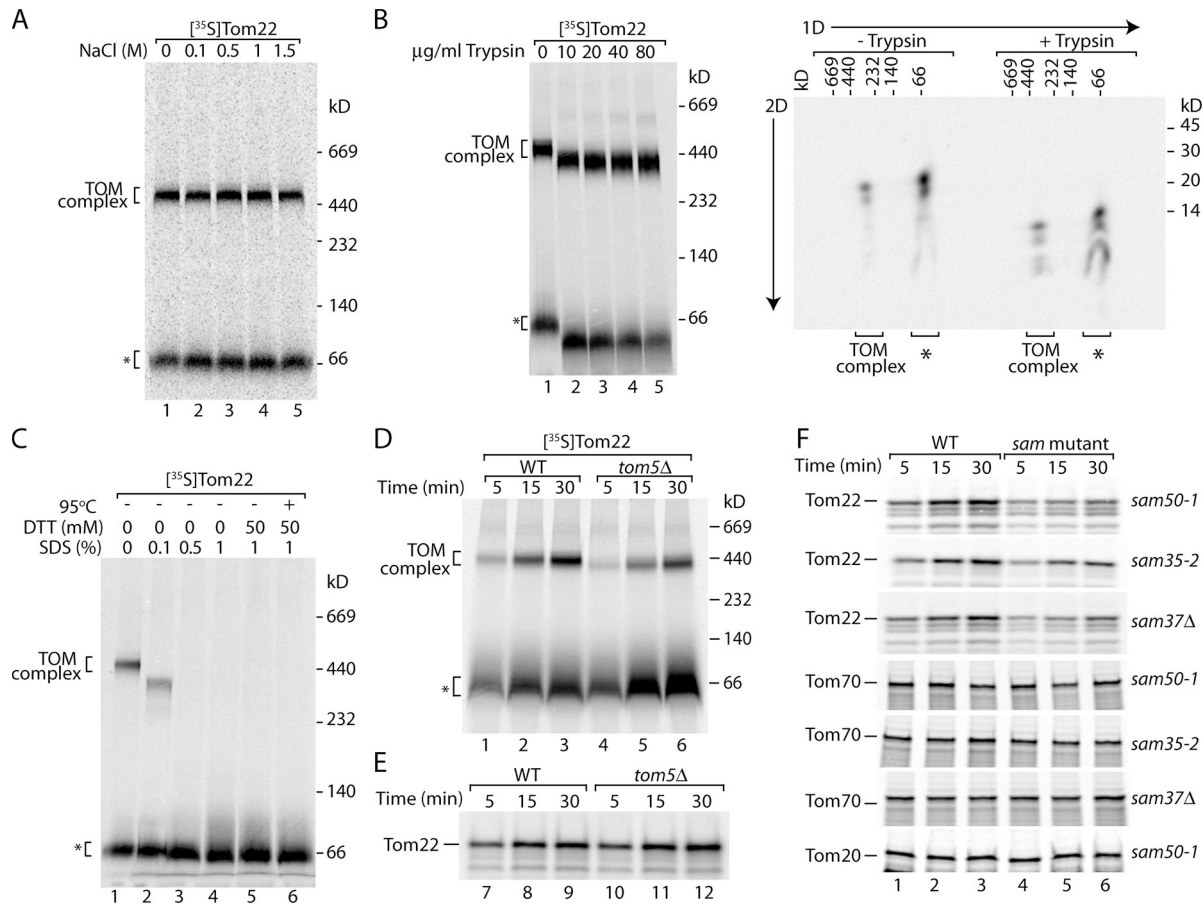 A
[35S]Tom22
NaCl (M) 0 0.1 0.5 1 1.5
kD
669
TOM complex
440
232
140
*
66
1 2 3 4 5
B
[35S]Tom22
μg/ml Trypsin 0 10 20 40 80
kD
669
TOM complex
440
232
140
*
66
1 2 3 4 5
1D
- Trypsin + Trypsin
kD 669 440 232 140 66 669 440 232 140 66
2D
kD
45
30
20
14
TOM complex * TOM complex *
C
[35S]Tom22
95°C - - - - - +
DTT (mM) 0 0 0 0 50 50
SDS (%) 0 0.1 0.5 1 1 1
kD
669
TOM complex
440
232
140
*
66
1 2 3 4 5 6
D
[35S]Tom22
WT tom5Δ
Time (min) 5 15 30 5 15 30
kD
669
TOM complex
440
232
140
*
66
1 2 3 4 5 6
E
WT tom5Δ
Time (min) 5 15 30 5 15 30
Tom22
7 8 9 10 11 12
F
WT sam mutant
Time (min) 5 15 30 5 15 30
Tom22 sam50-1
Tom22 sam35-2
Tom22 sam37Δ
Tom70 sam50-1
Tom70 sam35-2
Tom70 sam37Δ
Tom20 sam50-1
1 2 3 4 5 6